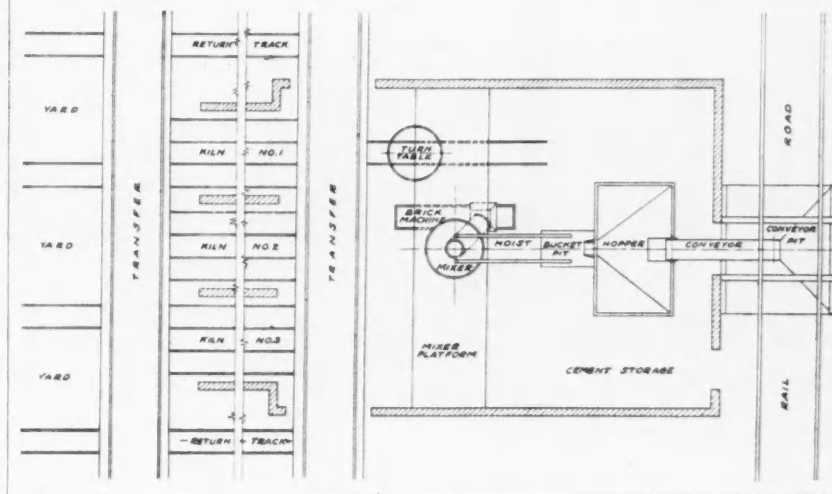 RETURN TRACK
YARD
KILN NO.1
TURN
TABLE
ROAD
BRICK
MACHINE
TRANSFER
TRANSFER
YARD
KILN NO.2
HOIST
BUCKET
PIT
HOPPER
CONVEYOR
CONVEYOR
PIT
MIXER
KILN NO.3
MIXER
PLATFORM
YARD
CEMENT STORAGE
RAIL
RETURN TRACK